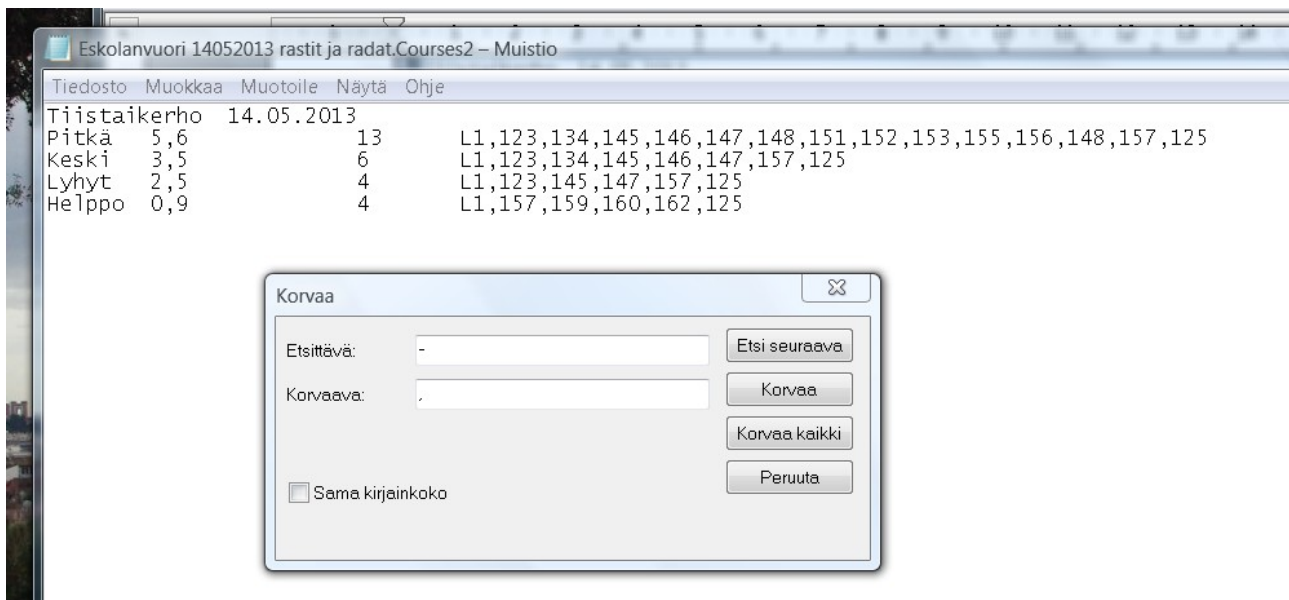 Eskolanvuori 14052013 rastit ja radat.Courses2 – Muistio
Tiedosto Muokkaa Muotoile Näytä Ohje
Tiistaikerho 14.05.2013
Pitkä 5,6 13 L1,123,134,145,146,147,148,151,152,153,155,156,148,157,125
Keski 3,5 6 L1,123,134,145,146,147,157,125
Lyhyt 2,5 4 L1,123,145,147,157,125
Helppo 0,9 4 L1,157,159,160,162,125
Korvaa
Etsittävä: - Etsi seuraava
Korvaava: , Korvaa
Korvaa kaikki
Sama kirjainkoko Peruuta